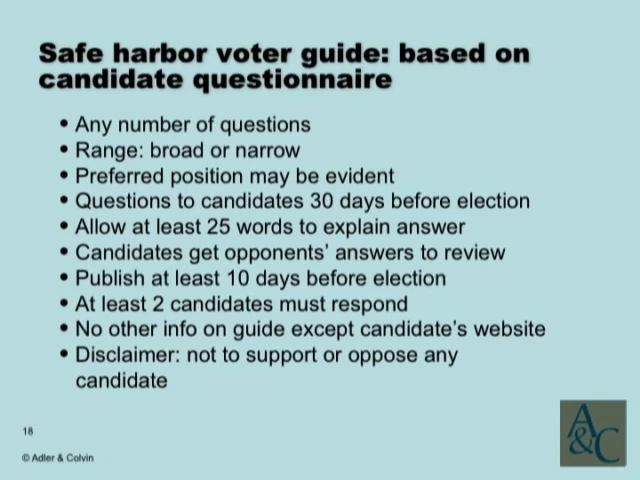 Safe harbor voter guide: based on
candidate questionnaire
• Any number of questions
• Range: broad or narrow
• Preferred position may be evident
• Questions to candidates 30 days before election
• Allow at least 25 words to explain answer
• Candidates get opponents' answers to review
• Publish at least 10 days before election
• At least 2 candidates must respond
• No other info on guide except candidate's website
• Disclaimer: not to support or oppose any
candidate
18
© Adler & Colvin
A&C